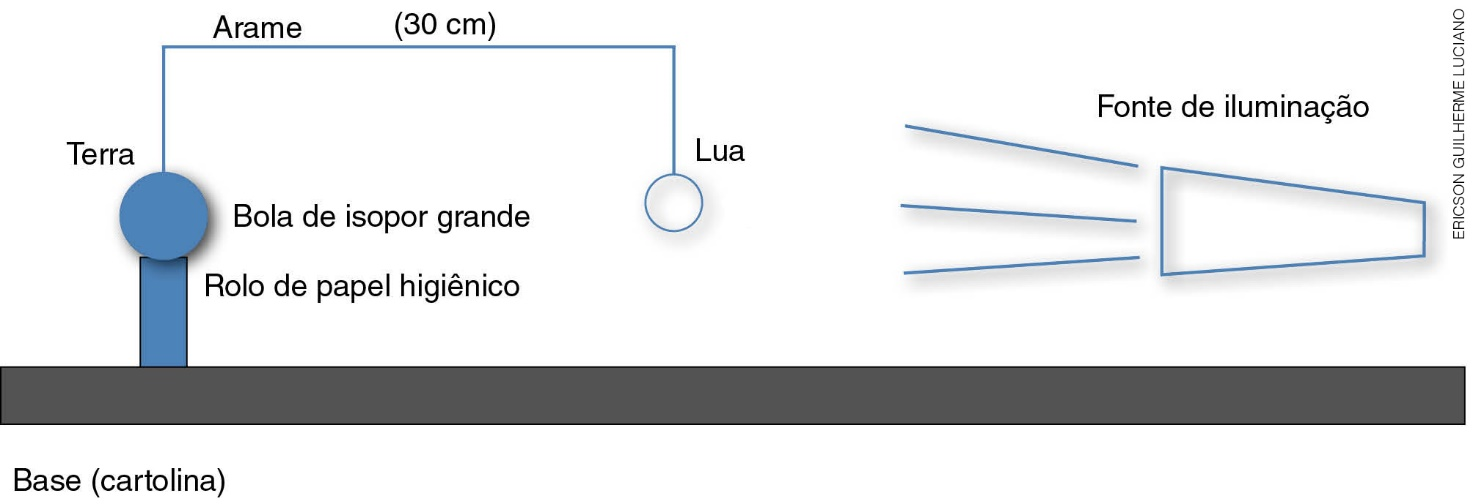 Arame (30 cm)
Fonte de iluminação
Terra
Lua
Bola de isopor grande
Rolo de papel higiênico
Base (cartolina)
ERICSON GUILHERME LUCIANO